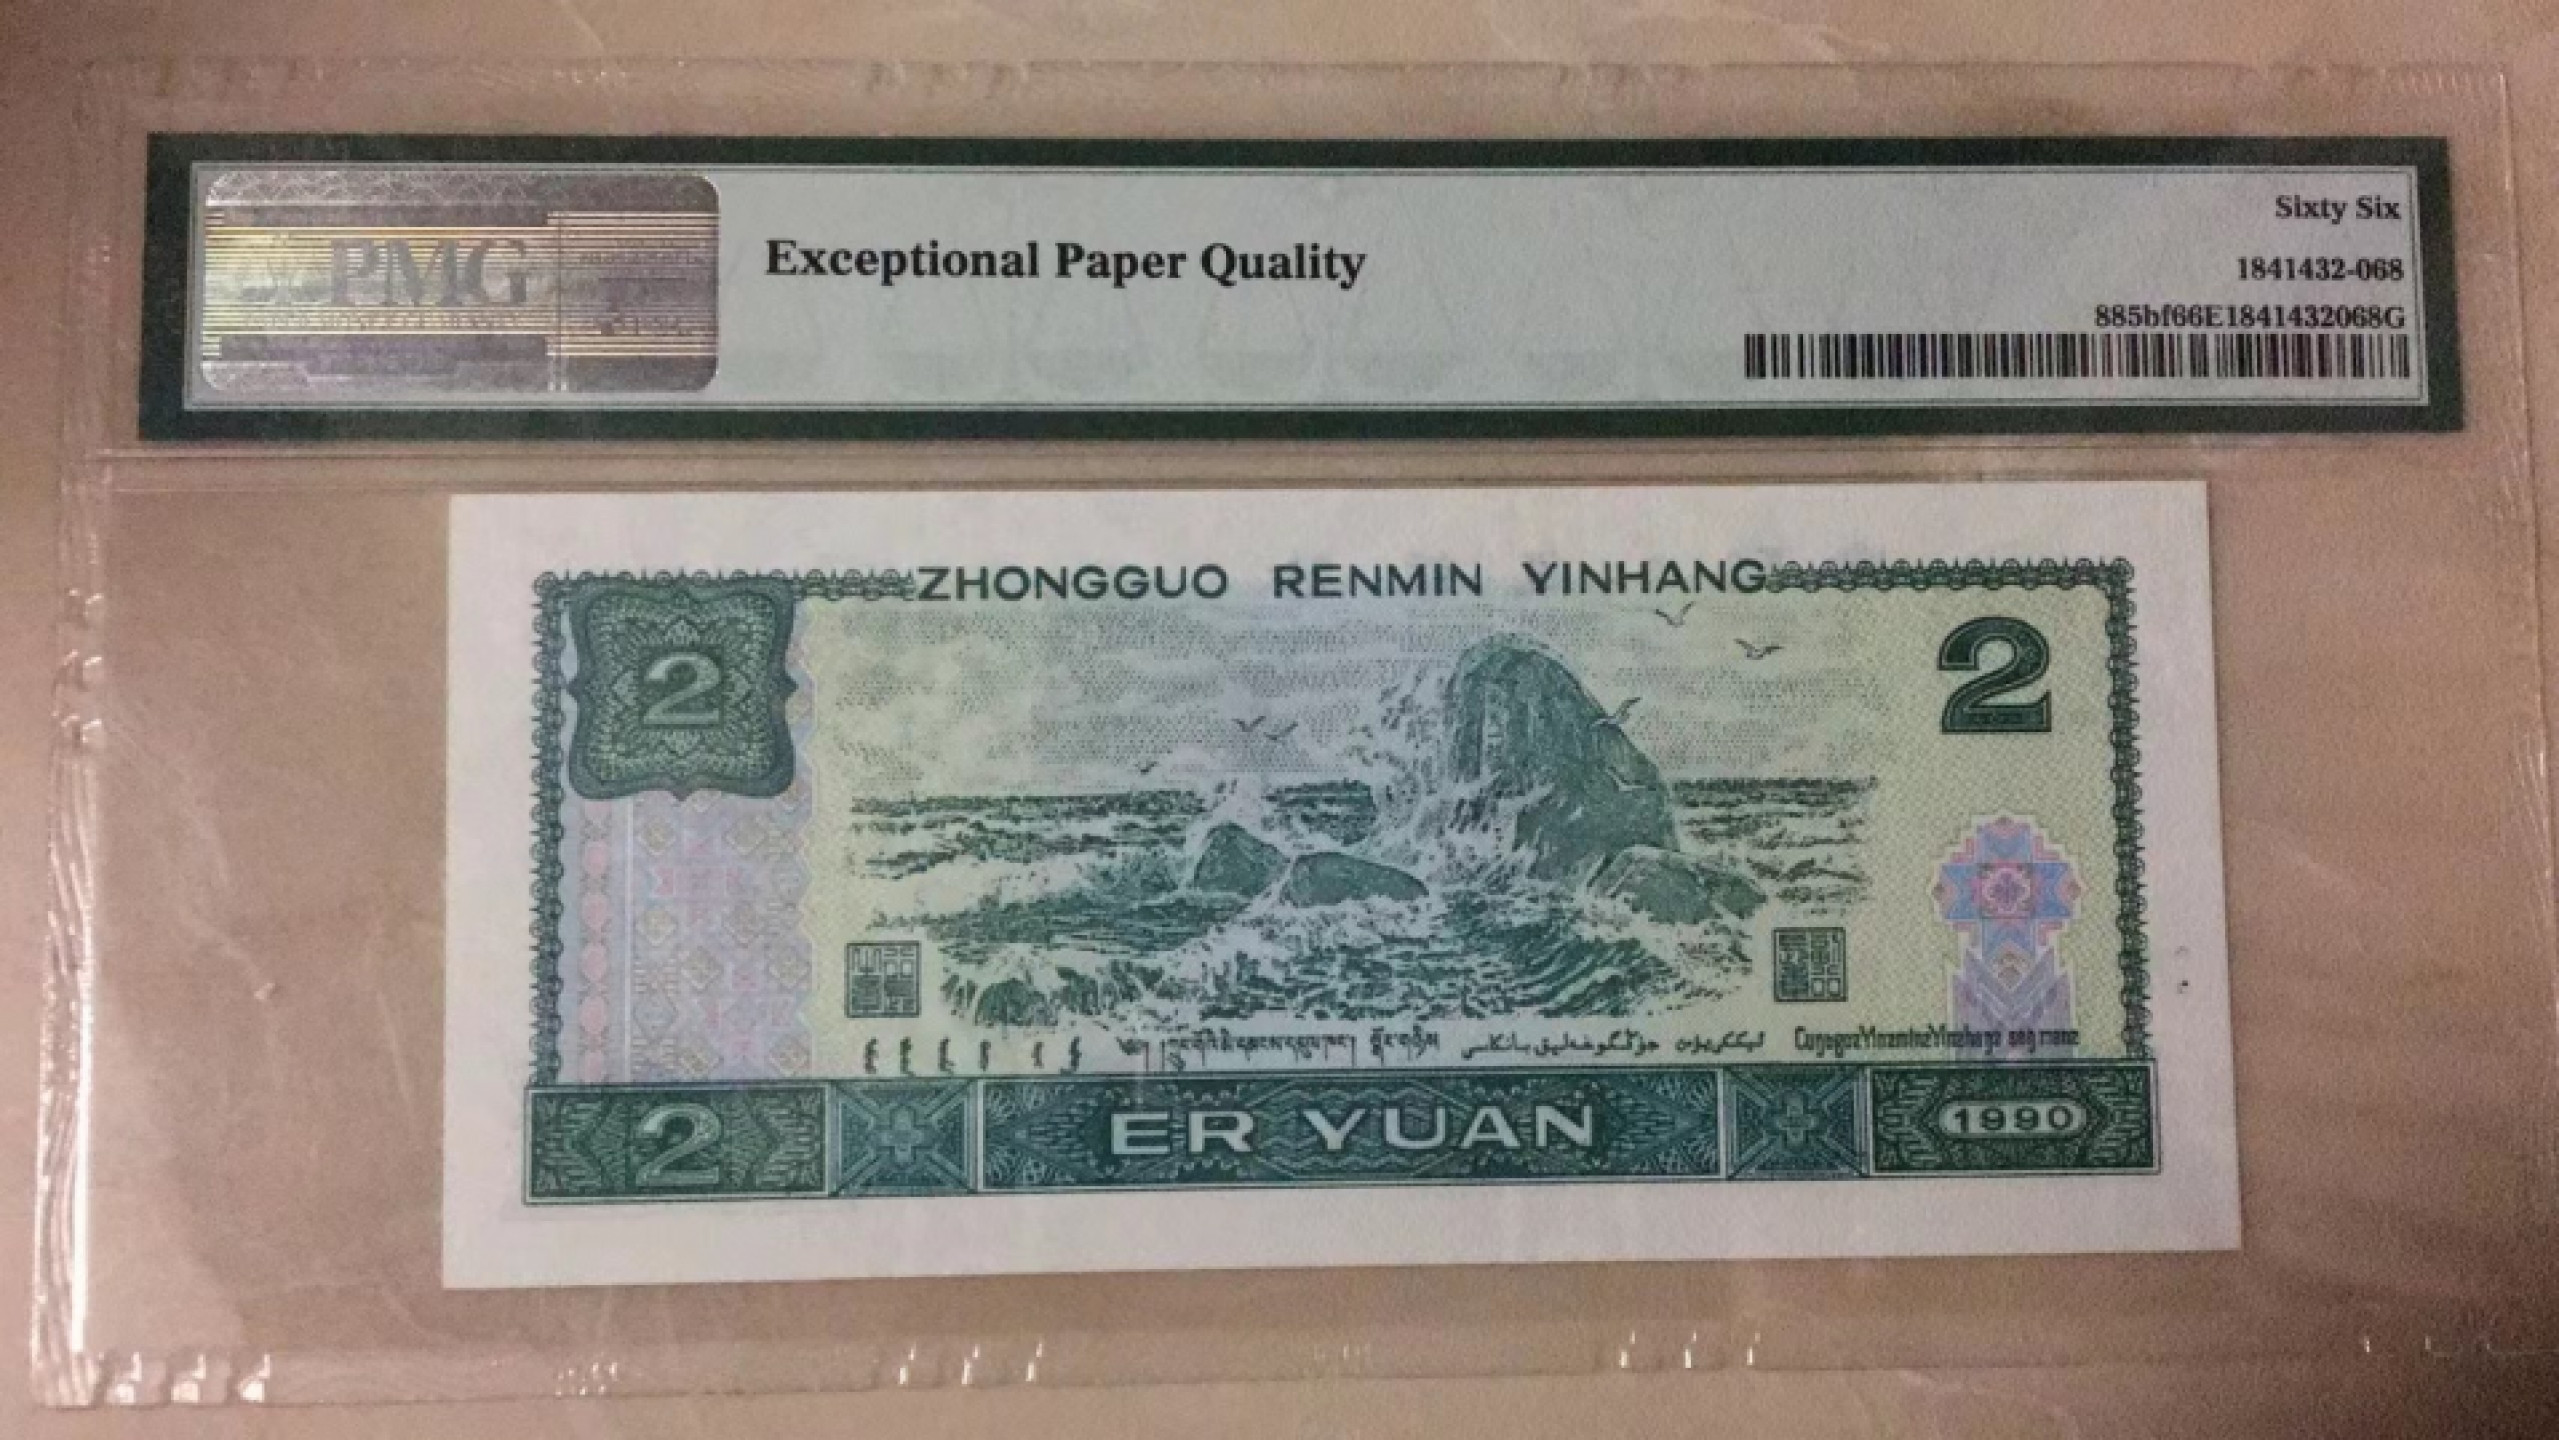 PMG
Exceptional Paper Quality
Sixty Six
1841432-068
885bf66E1841432068G
ZHONGGUO RENMIN YINHANG
2
2
2
ER YUAN
1990